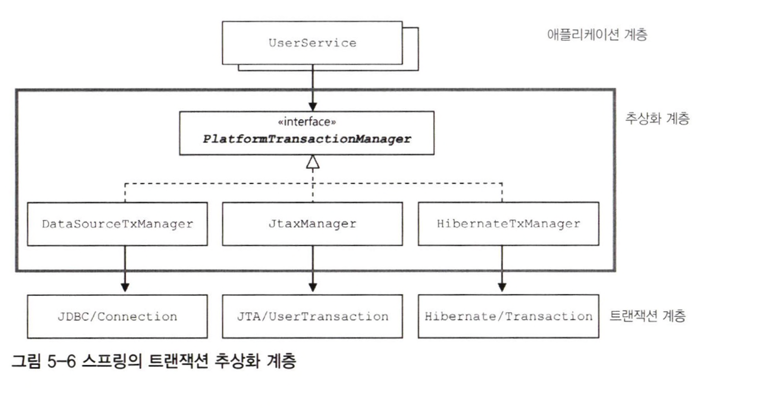 UserService
애플리케이션 계층
«interface»
PlatformTransactionManager
추상화 계층
DataSourceTxManager
JtaxManager
HibernateTxManager
JDBC/Connection
JTA/UserTransaction
Hibernate/Transaction
트랜잭션 계층
그림 5-6 스프링의 트랜잭션 추상화 계층